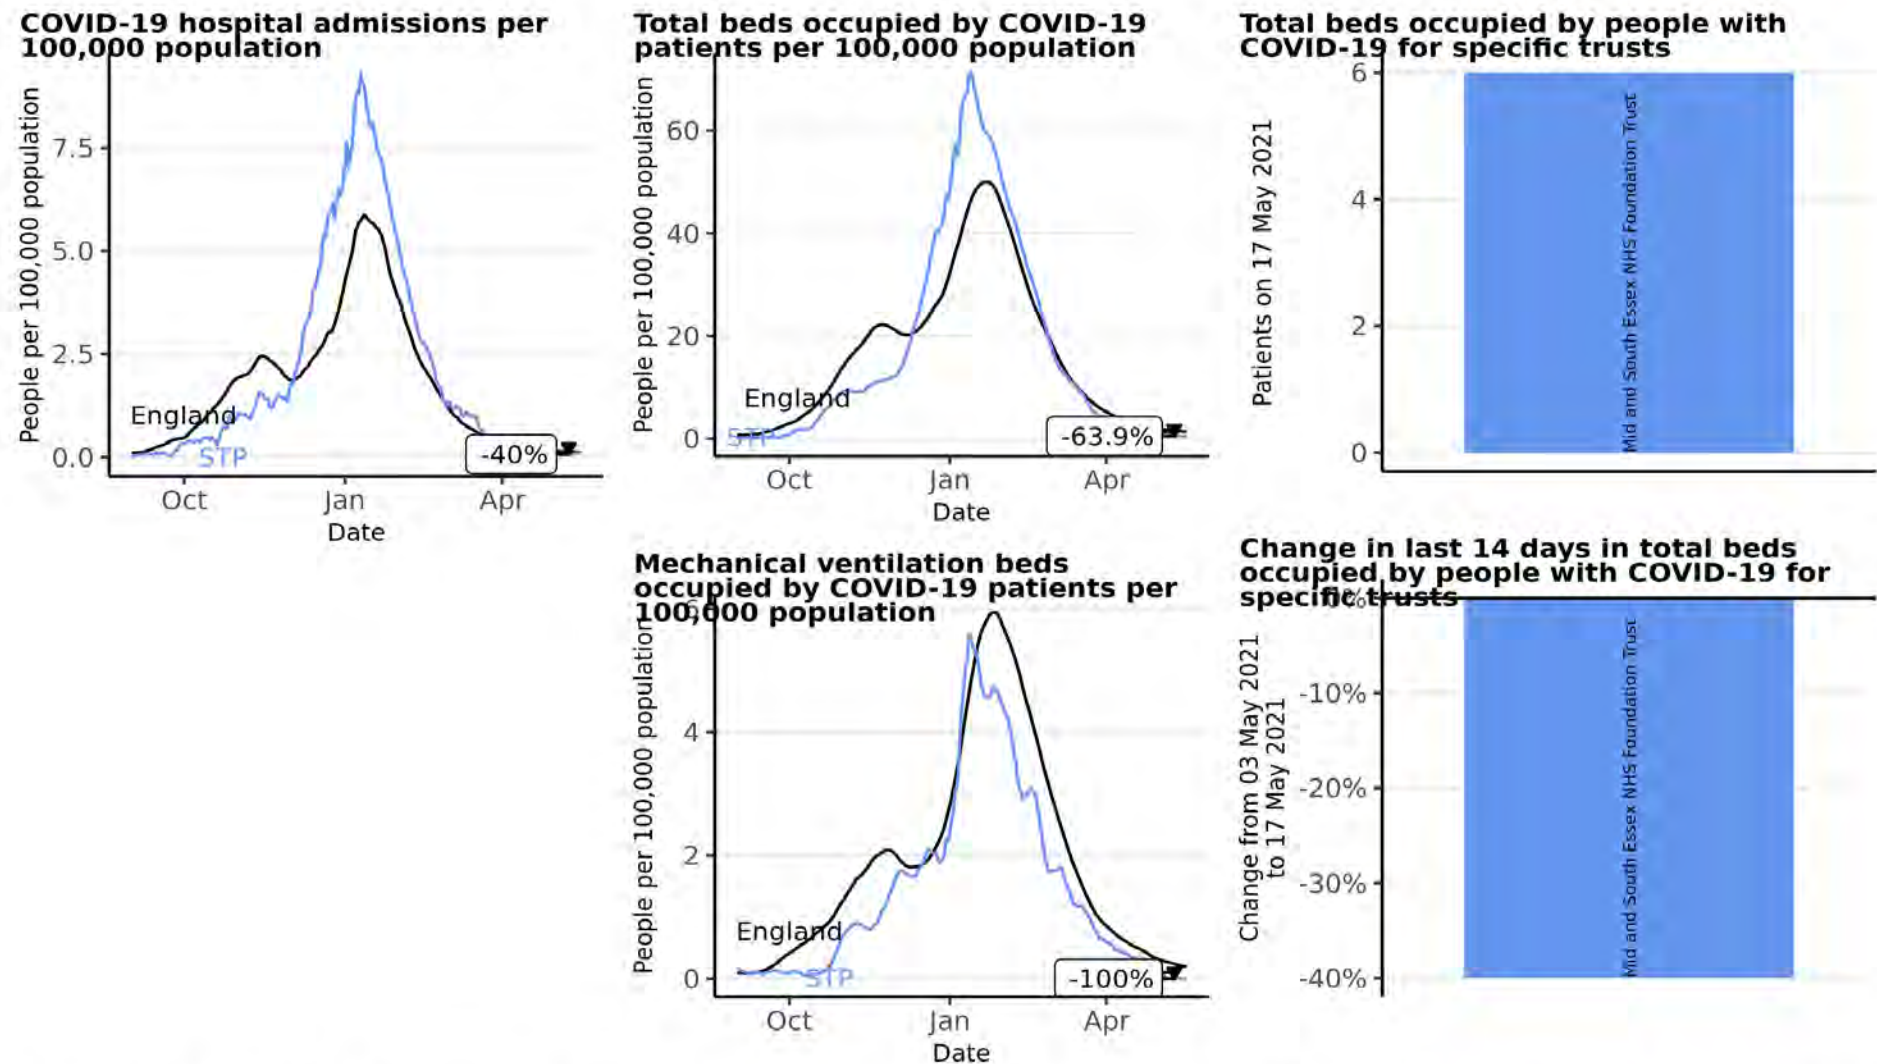 COVID-19 hospital admissions per
100,000 population
People per 100,000 population
7.5
5.0
2.5
0.0
England
STP
-40%
Oct
Jan
Apr
Date
Total beds occupied by COVID-19
patients per 100,000 population
People per 100,000 population
60
40
20
0
England
STP
-63.9%
Oct
Jan
Apr
Date
Total beds occupied by people with
COVID-19 for specific trusts
Patients on 17 May 2021
6
4
2
0
Mid and South Essex NHS Foundation Trust
Mechanical ventilation beds
occupied by COVID-19 patients per
100,000 population
People per 100,000 population
6
4
2
0
England
STP
-100%
Oct
Jan
Apr
Date
Change in last 14 days in total beds
occupied by people with COVID-19 for
specific trusts
Change from 03 May 2021
to 17 May 2021
0%
-10%
-20%
-30%
-40%
Mid and South Essex NHS Foundation Trust